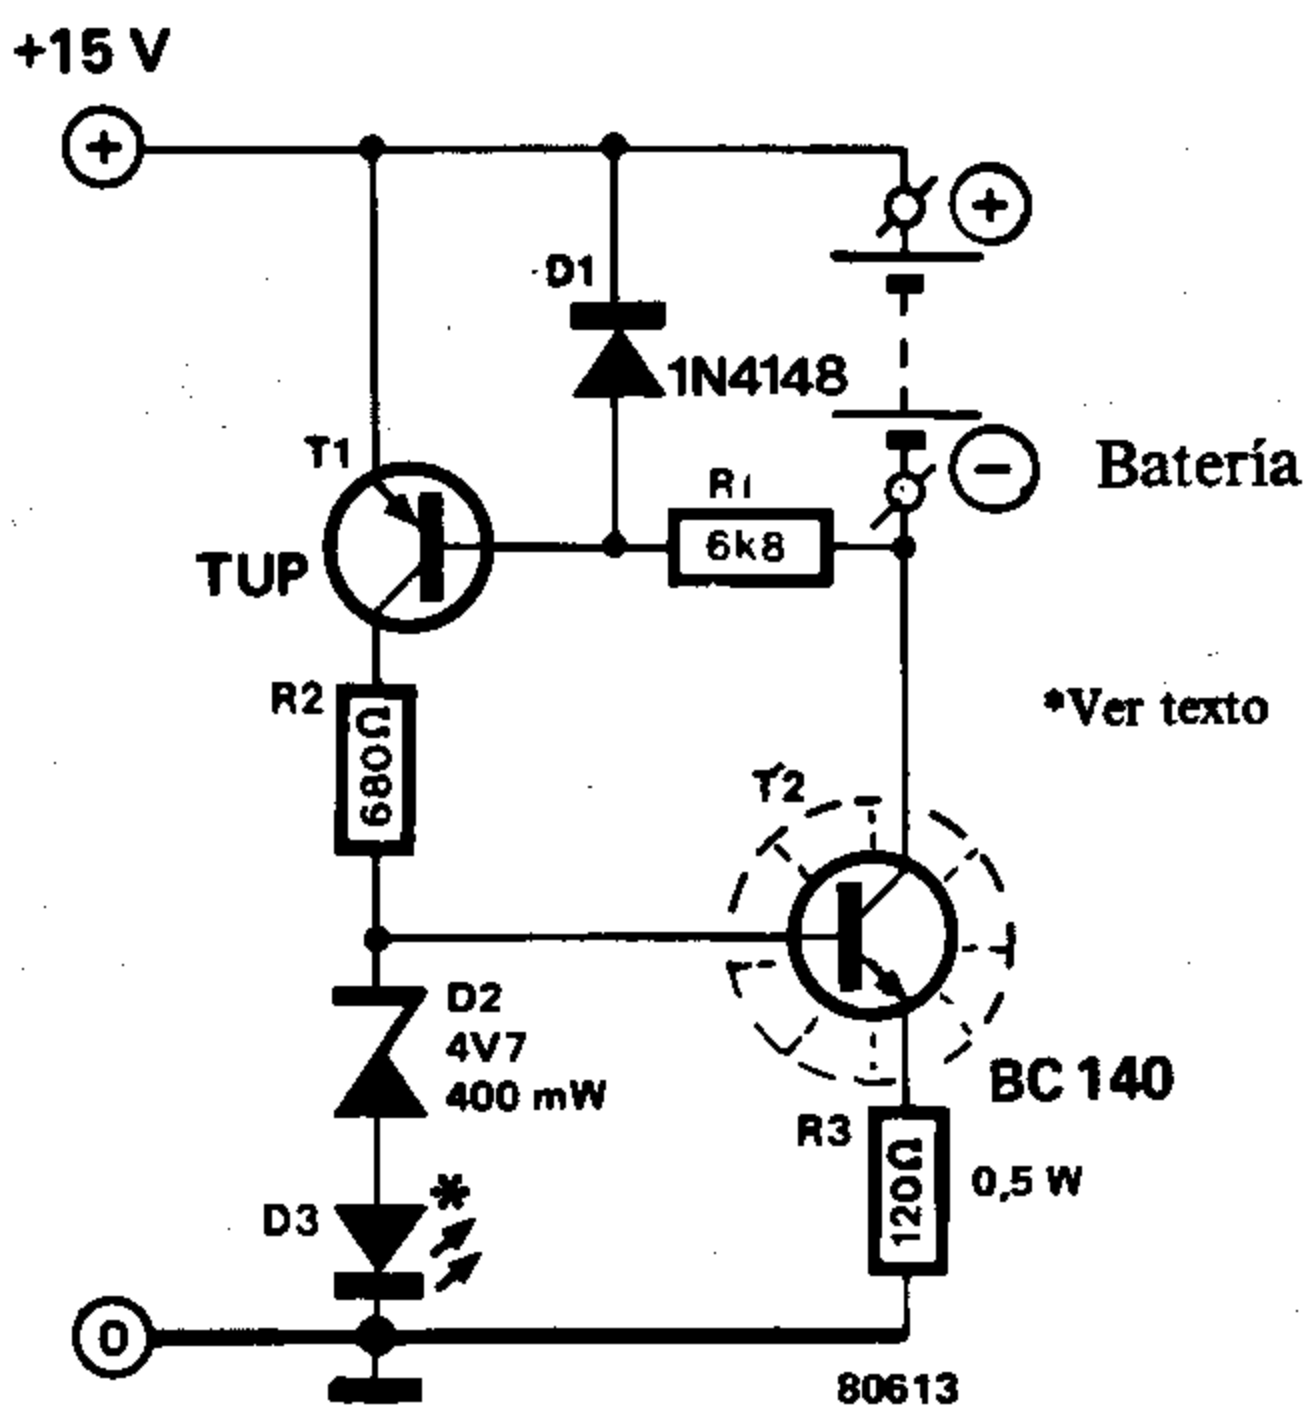 +15 V
+
+
D1
1N4148
T1
R1
−
Batería
6k8
TUP
R2
680Ω
*Ver texto
T2
D2
4V7
400 mW
BC 140
R3
D3
*
120Ω
0,5 W
0
80613